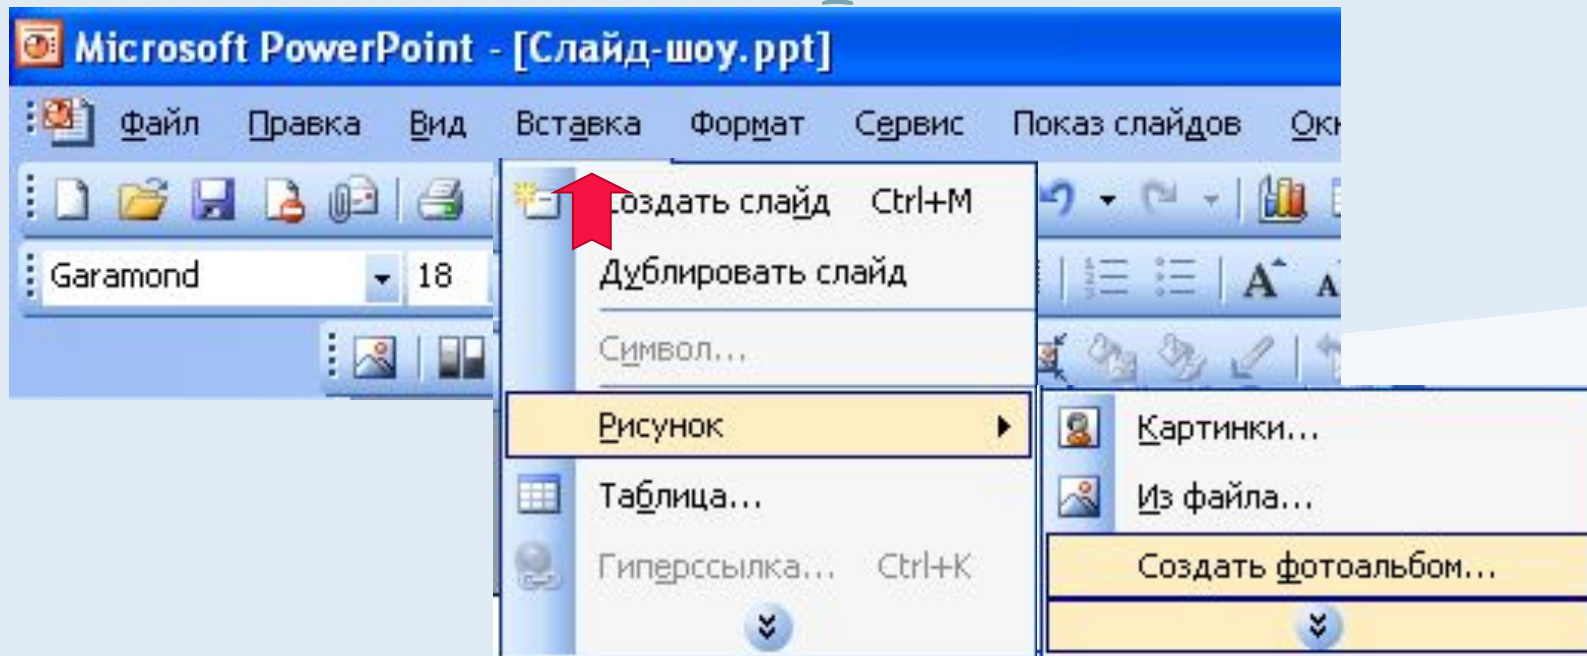 Microsoft PowerPoint - [Слайд-шоу.ppt]
Файл Правка Вид Вставка Формат Сервис Показ слайдов
Создать слайд Ctrl+M
Дублировать слайд
Garamond 18
Символ...
Рисунок
Таблица...
Гиперссылка... Ctrl+K
Картинки...
Из файла...
Создать фотоальбом...